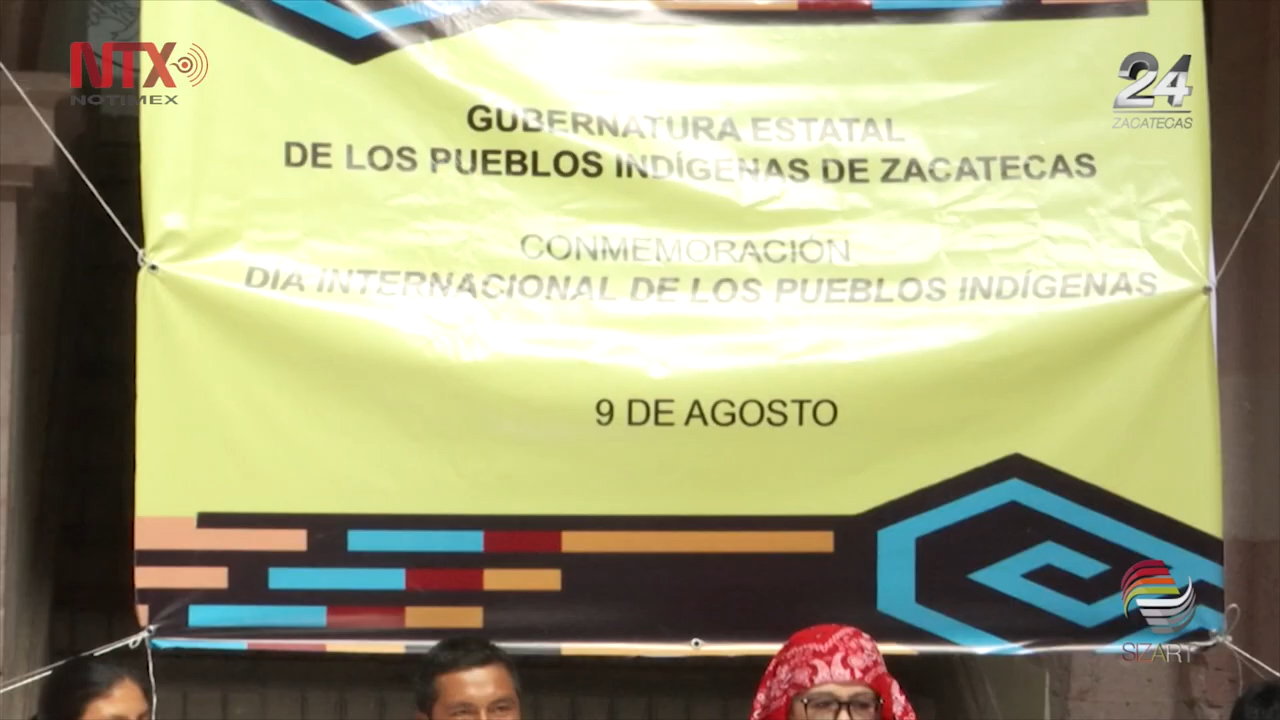 NTX
NOTIMEX
24
ZACATECAS
GUBERNATURA ESTATAL
DE LOS PUEBLOS INDÍGENAS DE ZACATECAS
CONMEMORACIÓN
DIA INTERNACIONAL DE LOS PUEBLOS INDÍGENAS
9 DE AGOSTO
SIZART